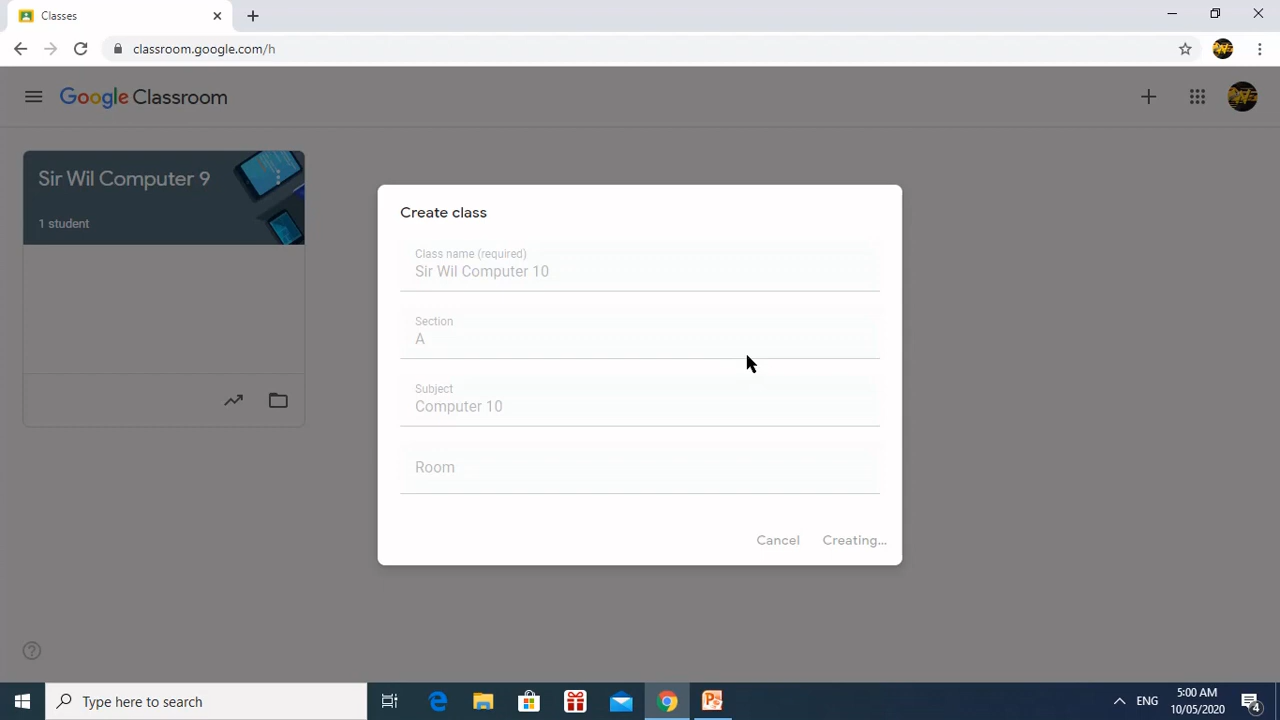 Classes
classroom.google.com/h
Google Classroom
Sir Wil Computer 9
1 student
Create class
Class name (required)
Sir Wil Computer 10
Section
A
Subject
Computer 10
Room
Cancel
Creating...
Type here to search
ENG
5:00 AM
10/05/2020
4